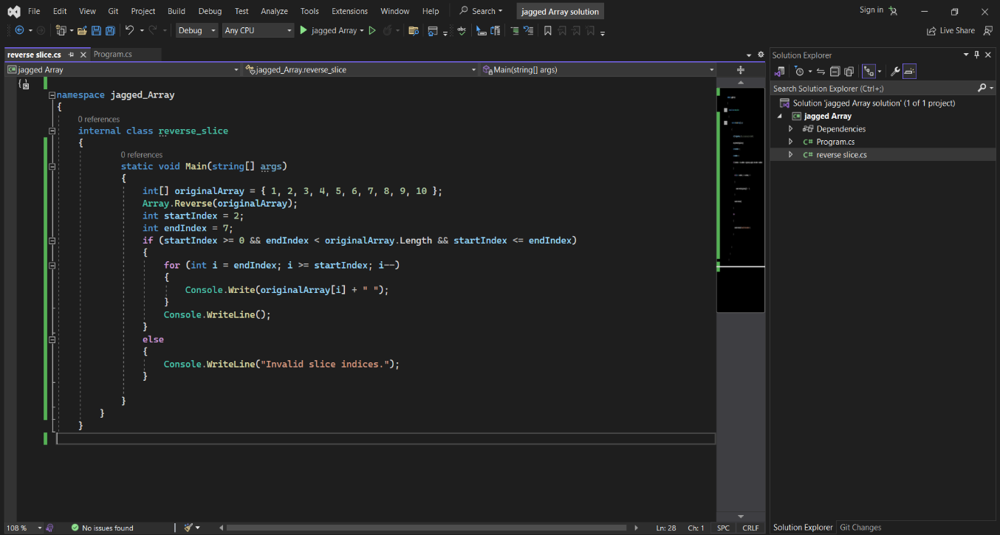 File Edit View Git Project Build Debug Test Analyze Tools Extensions Window Help Search jagged Array solution Sign in
Debug Any CPU jagged Array Live Share
reverse slice.cs Program.cs
jagged Array jagged_Array.reverse_slice Main(string[] args)
namespace jagged_Array
{
0 references
internal class reverse_slice
{
0 references
static void Main(string[] args)
{
int[] originalArray = { 1, 2, 3, 4, 5, 6, 7, 8, 9, 10 };
Array.Reverse(originalArray);
int startIndex = 2;
int endIndex = 7;
if (startIndex >= 0 && endIndex < originalArray.Length && startIndex <= endIndex)
{
for (int i = endIndex; i >= startIndex; i--)
{
Console.Write(originalArray[i] + " ");
}
Console.WriteLine();
}
else
{
Console.WriteLine("Invalid slice indices.");
}
}
}
}
108 % No issues found Ln: 28 Ch: 1 SPC CRLF
Solution Explorer
Search Solution Explorer (Ctrl+;)
Solution 'jagged Array solution' (1 of 1 project)
jagged Array
Dependencies
C# Program.cs
C# reverse slice.cs
Solution Explorer Git Changes